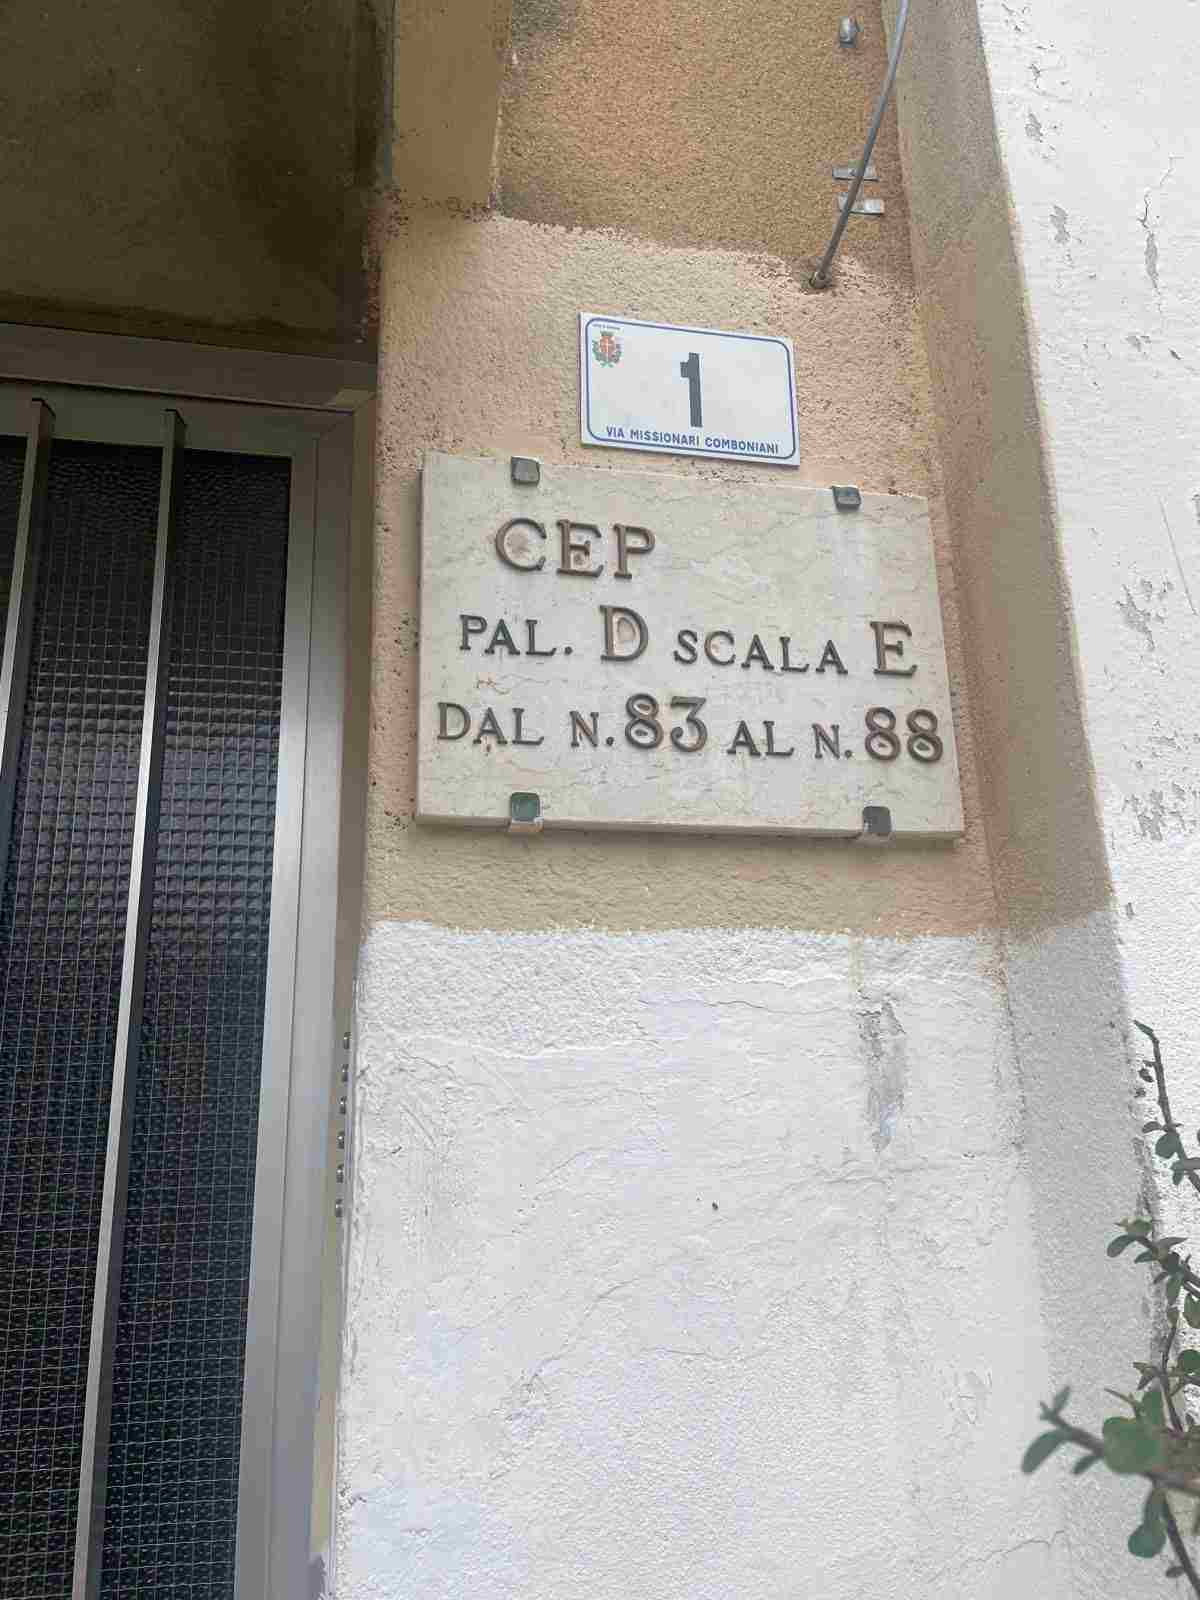 1
VIA MISSIONARI COMBONIANI
CEP
PAL. D SCALA E
DAL N. 83 AL N. 88